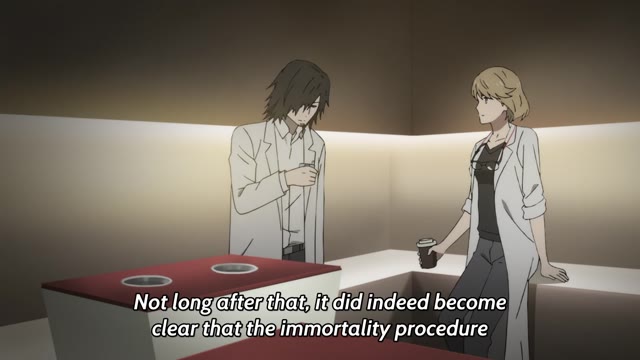 Not long after that, it did indeed become
clear that the immortality procedure